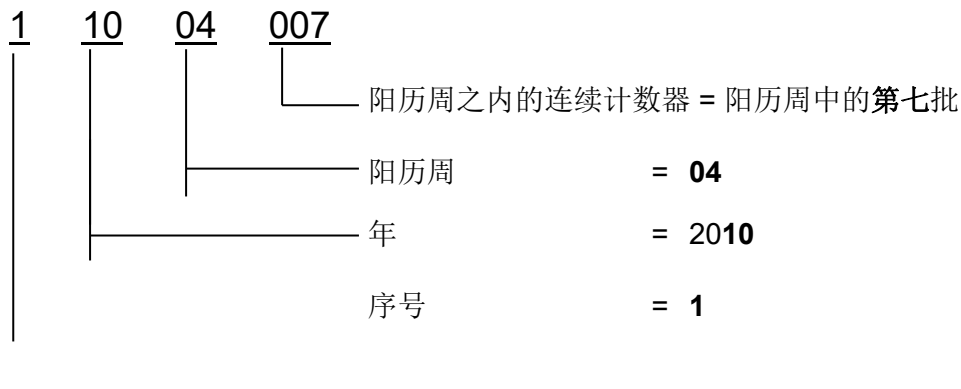 1 10 04 007
阳历周之内的连续计数器 = 阳历周中的第七批
阳历周 = 04
年 = 2010
序号 = 1